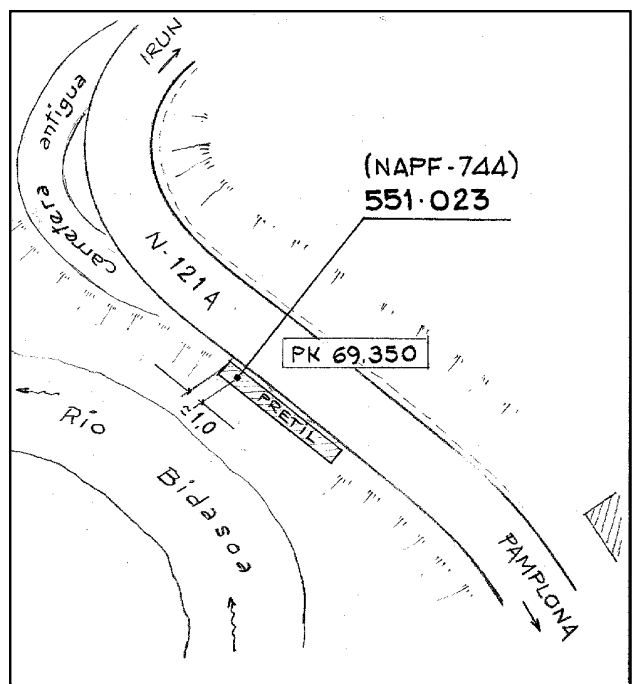 IRUN
antigua
carretera
(NAPF-744)
551·023
N-121A
PK 69,350
≃1,0
PRETIL
Río
Bidasoa
PAMPLONA